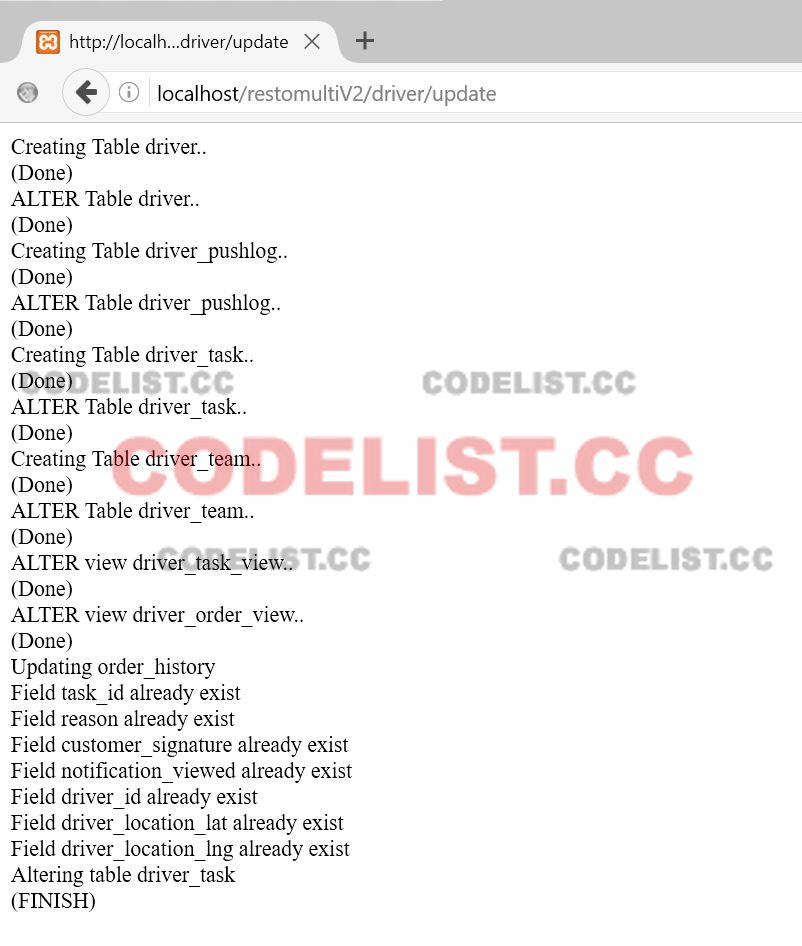 http://localh...driver/update
localhost/restomultiV2/driver/update
Creating Table driver..
(Done)
ALTER Table driver..
(Done)
Creating Table driver_pushlog..
(Done)
ALTER Table driver_pushlog..
(Done)
Creating Table driver_task..
(Done)
CODELIST.CC
CODELIST.CC
ALTER Table driver_task..
(Done)
Creating Table driver_team..
CODELIST.CC
(Done)
ALTER Table driver_team..
(Done)
ALTER view driver_task_view..
CODELIST.CC
CODELIST.CC
(Done)
ALTER view driver_order_view..
(Done)
Updating order_history
Field task_id already exist
Field reason already exist
Field customer_signature already exist
Field notification_viewed already exist
Field driver_id already exist
Field driver_location_lat already exist
Field driver_location_lng already exist
Altering table driver_task
(FINISH)